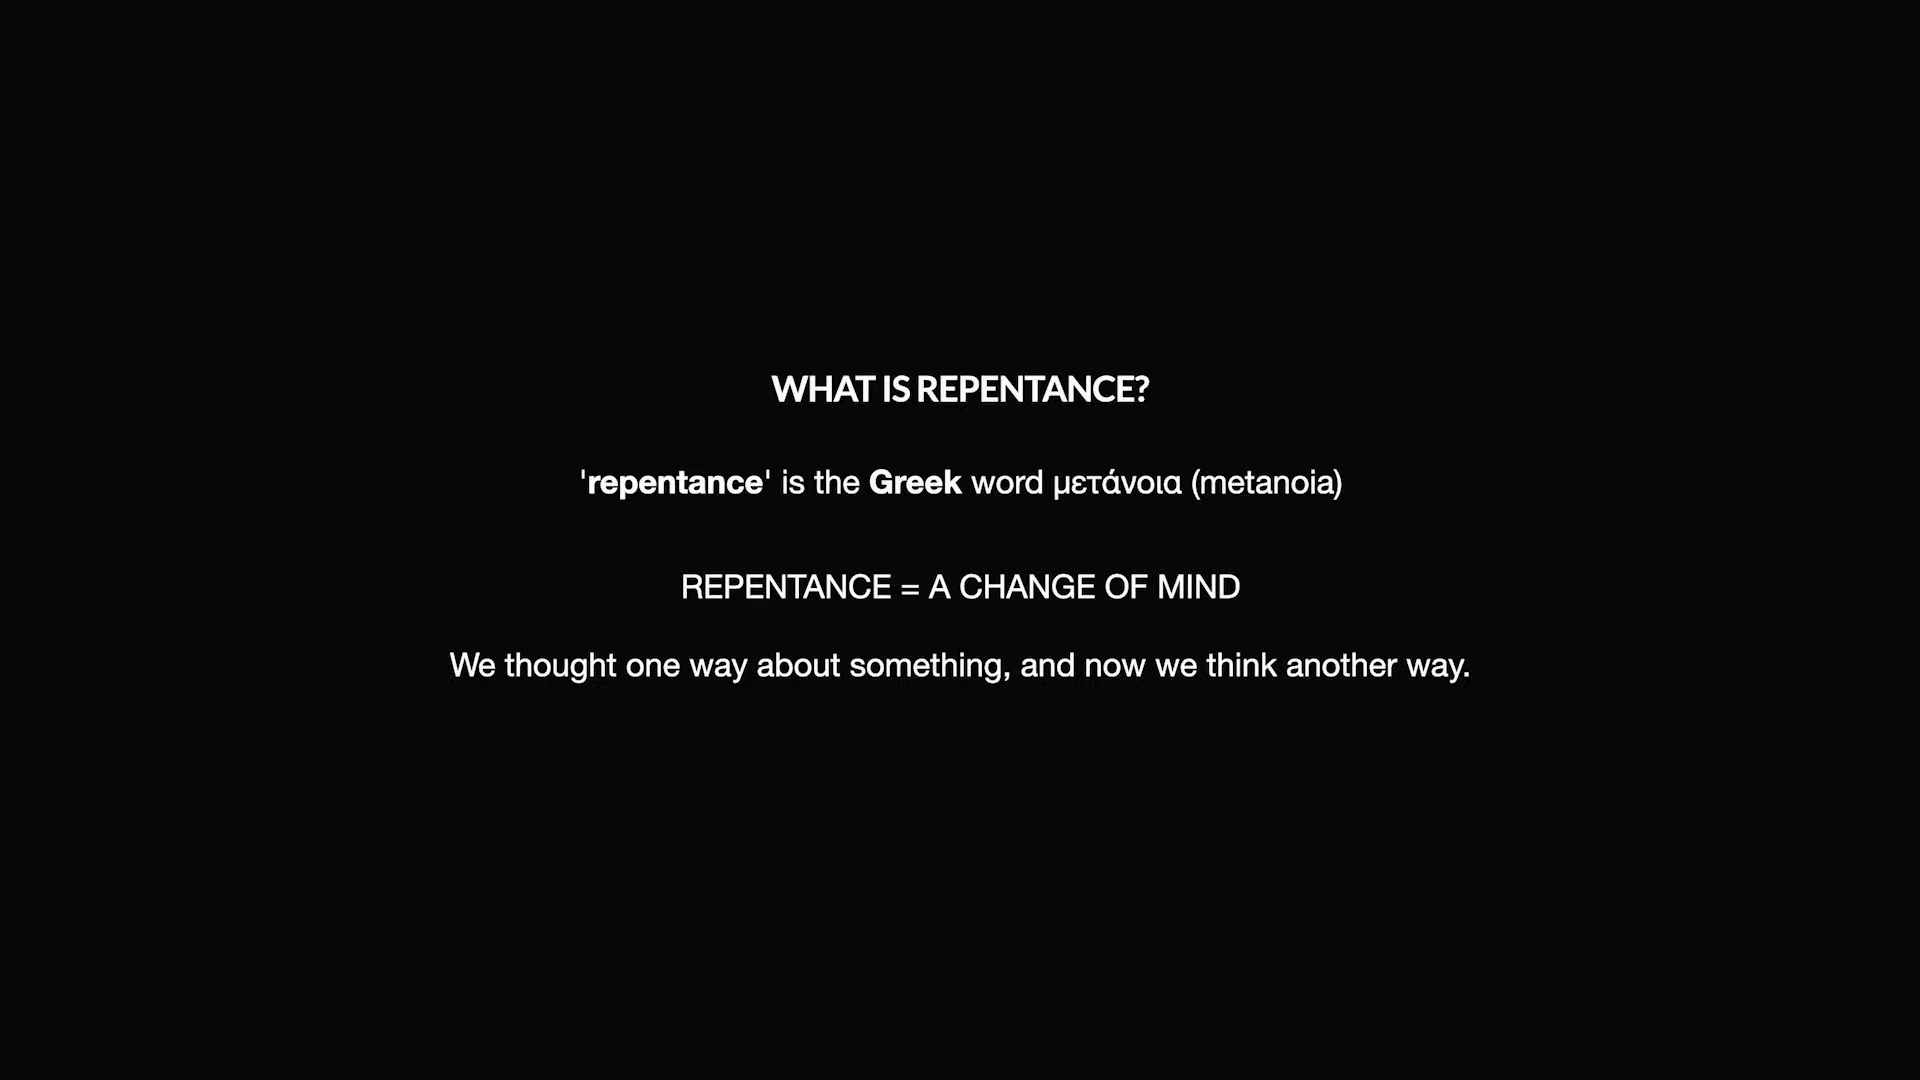 WHAT IS REPENTANCE?
'repentance' is the Greek word μετάνοια (metanoia)
REPENTANCE = A CHANGE OF MIND
We thought one way about something, and now we think another way.